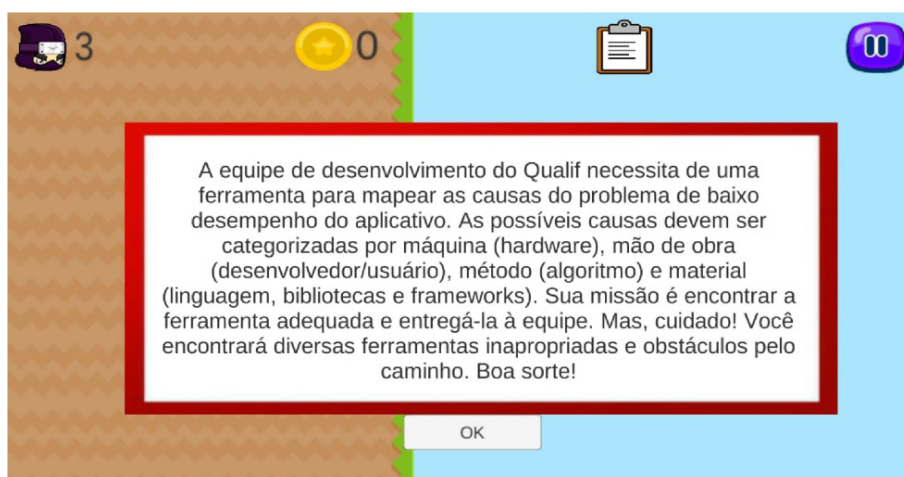 3
0
A equipe de desenvolvimento do Qualif necessita de uma
ferramenta para mapear as causas do problema de baixo
desempenho do aplicativo. As possíveis causas devem ser
categorizadas por máquina (hardware), mão de obra
(desenvolvedor/usuário), método (algoritmo) e material
(linguagem, bibliotecas e frameworks). Sua missão é encontrar a
ferramenta adequada e entregá-la à equipe. Mas, cuidado! Você
encontrará diversas ferramentas inapropriadas e obstáculos pelo
caminho. Boa sorte!
OK